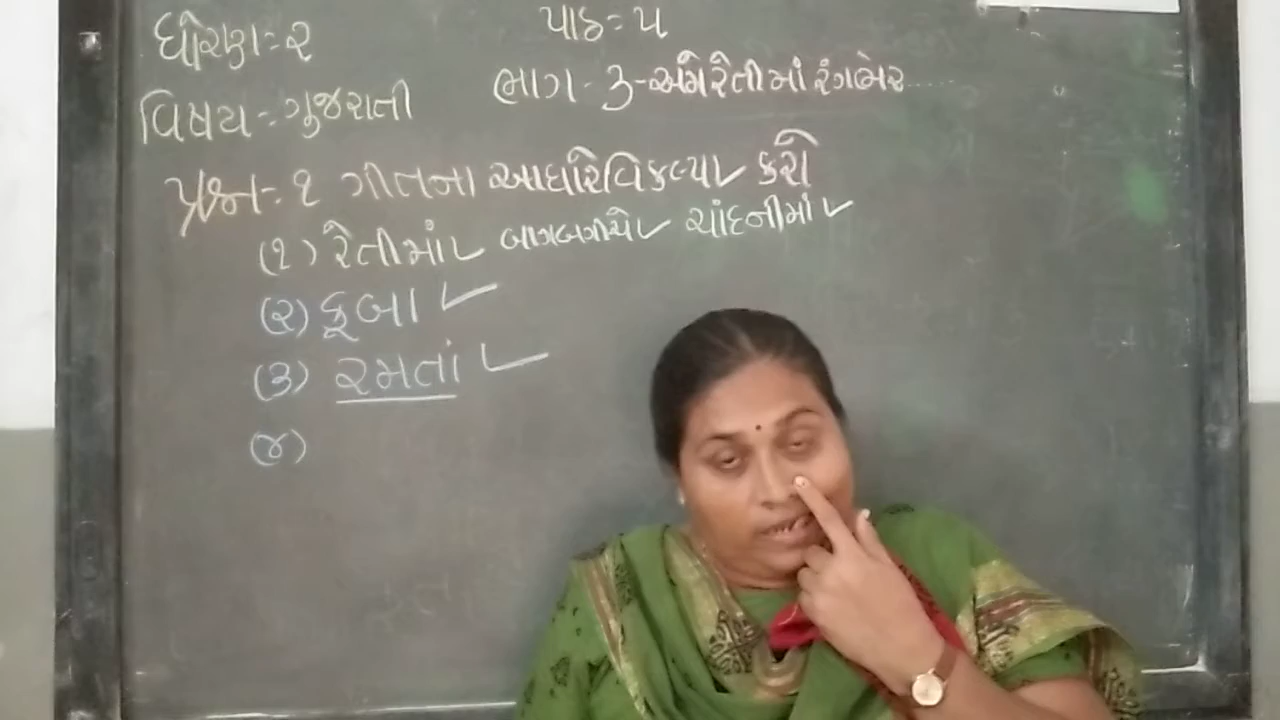 ધોરણ=૨
પાઠ=૫
વિષય=ગુજરાતી
ભાગ-૩-અમે રેતીમાં રંગભેર......
પ્રશ્ન=૧ ગીતના આધારે વિકલ્પ ✓ કરો
(૧) રેતીમાં ✓ બાગબગીચે ✓ ચાંદનીમાં ✓
(૨) કૂબા ✓
(૩) રમતાં ✓
(૪)